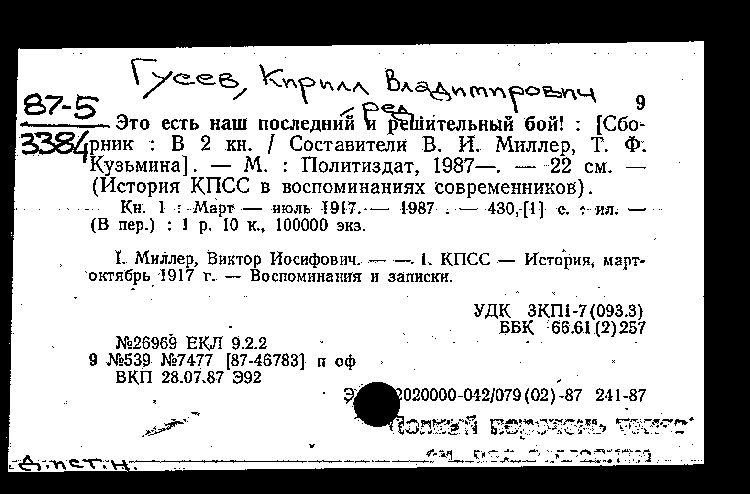 Гусев, Кирилл Владимирович
- ред.
9
87-5
3384
Это есть наш последний и решительный бой! : [Сбо-
рник : В 2 кн. / Составители В. И. Миллер, Т. Ф.
Кузьмина]. — М. : Политиздат, 1987—. — 22 см. —
(История КПСС в воспоминаниях современников).
Кн. 1 : Март — июль 1917. — 1987 . — 430,[1] с. : ил. —
(В пер.) : 1 р. 10 к., 100000 экз.
I. Миллер, Виктор Иосифович. — — 1. КПСС — История, март-
октябрь 1917 г. — Воспоминания и записки.
УДК 3КП1-7(093.3)
ББК 66.61(2)257
№26969 ЕКЛ 9.2.2
9 №539 №7477 [87-46783] п оф
ВКП 28.07.87 Э92
Э 2020000-042/079(02)-87 241-87
Полный перечень
см. на